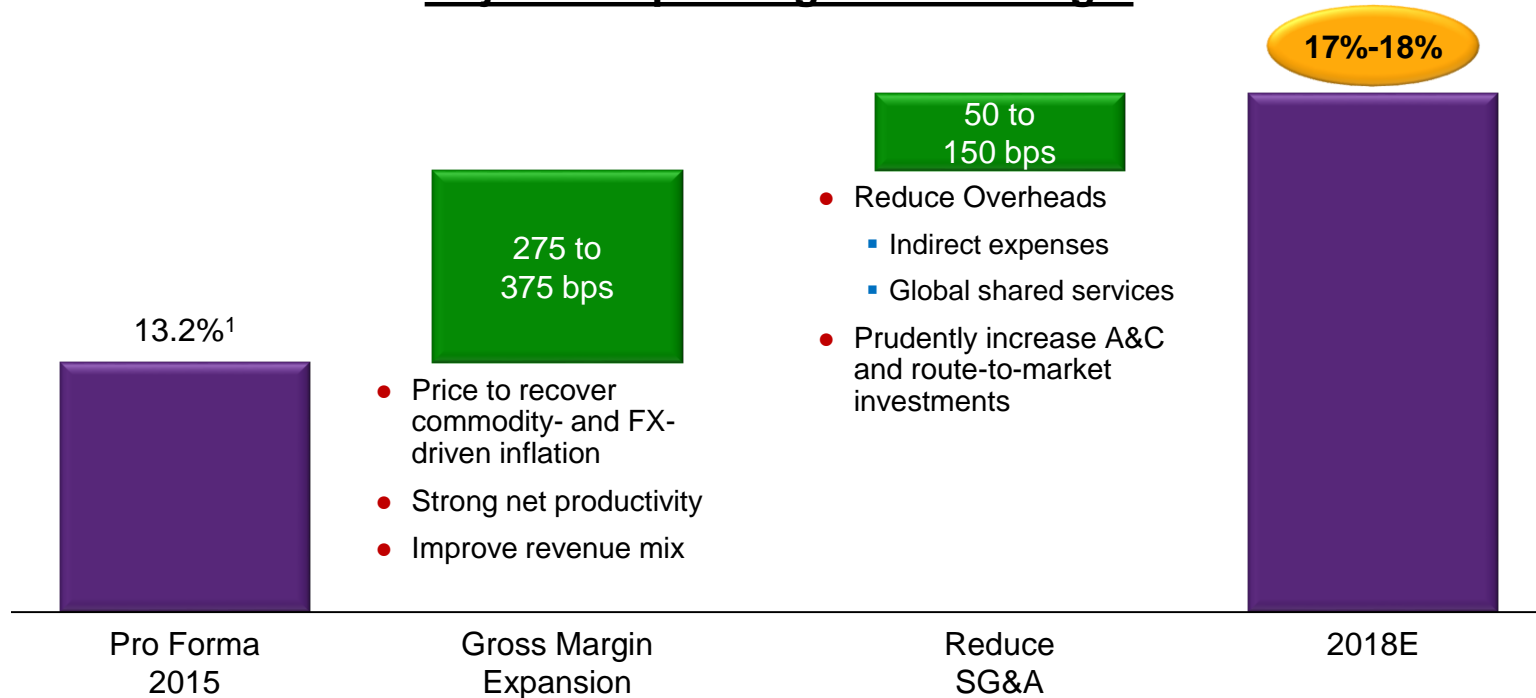 17%-18%
50 to
150 bps
● Reduce Overheads
▪ Indirect expenses
▪ Global shared services
● Prudently increase A&C
and route-to-market
investments
275 to
375 bps
13.2%¹
● Price to recover
commodity- and FX-
driven inflation
● Strong net productivity
● Improve revenue mix
Pro Forma
2015
Gross Margin
Expansion
Reduce
SG&A
2018E